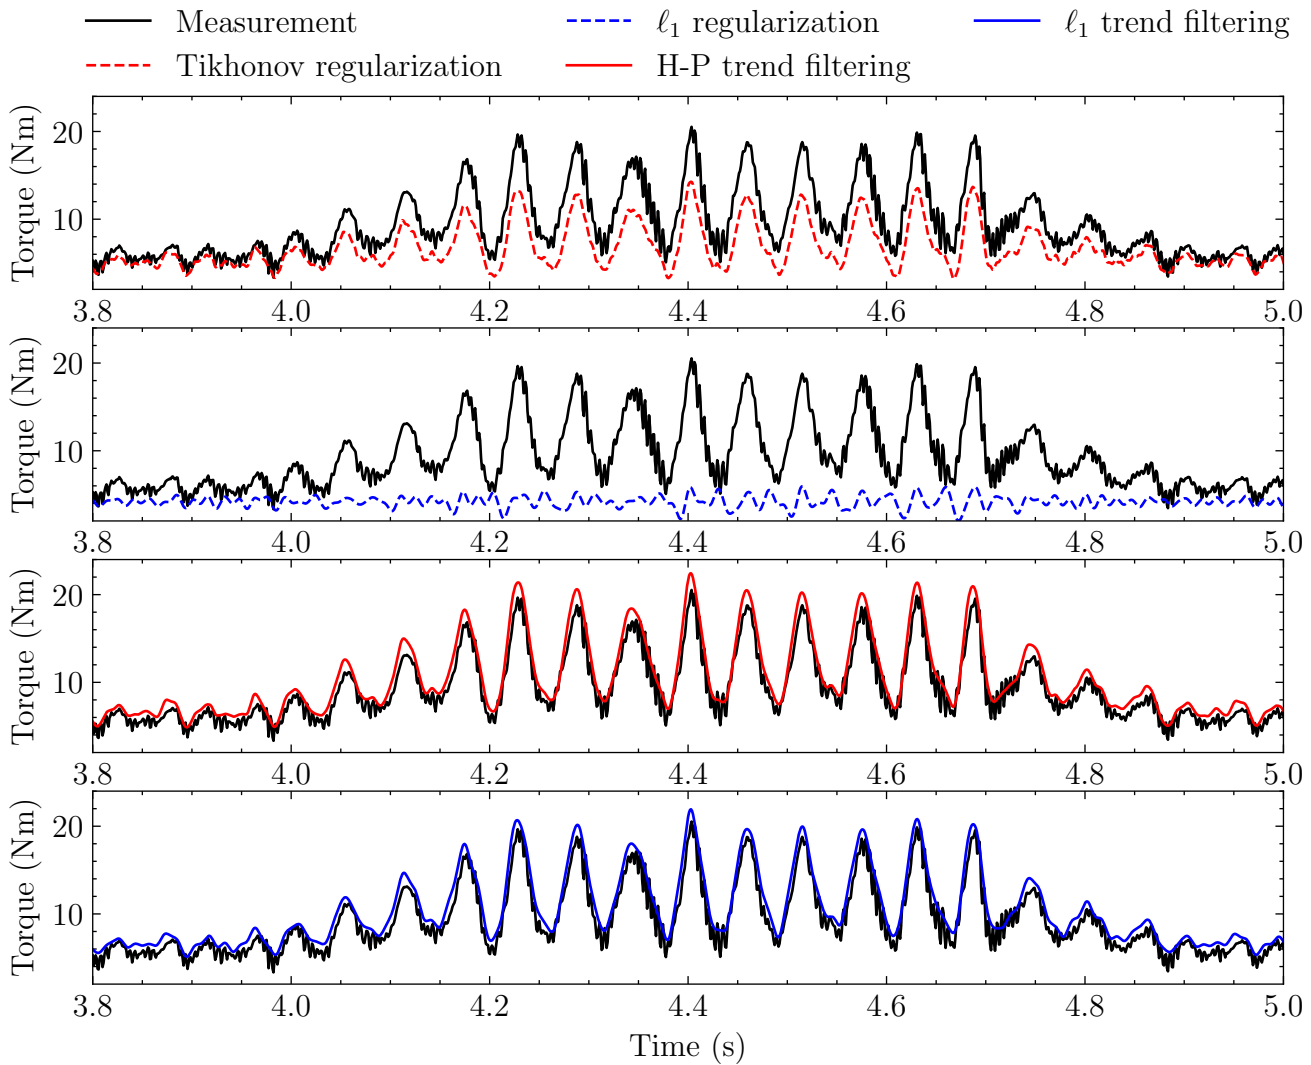 Measurement ℓ₁ regularization ℓ₁ trend filtering
Tikhonov regularization H-P trend filtering
Torque (Nm)
20
10
3.8 4.0 4.2 4.4 4.6 4.8 5.0
Torque (Nm)
20
10
3.8 4.0 4.2 4.4 4.6 4.8 5.0
Torque (Nm)
20
10
3.8 4.0 4.2 4.4 4.6 4.8 5.0
Torque (Nm)
20
10
3.8 4.0 4.2 4.4 4.6 4.8 5.0
Time (s)